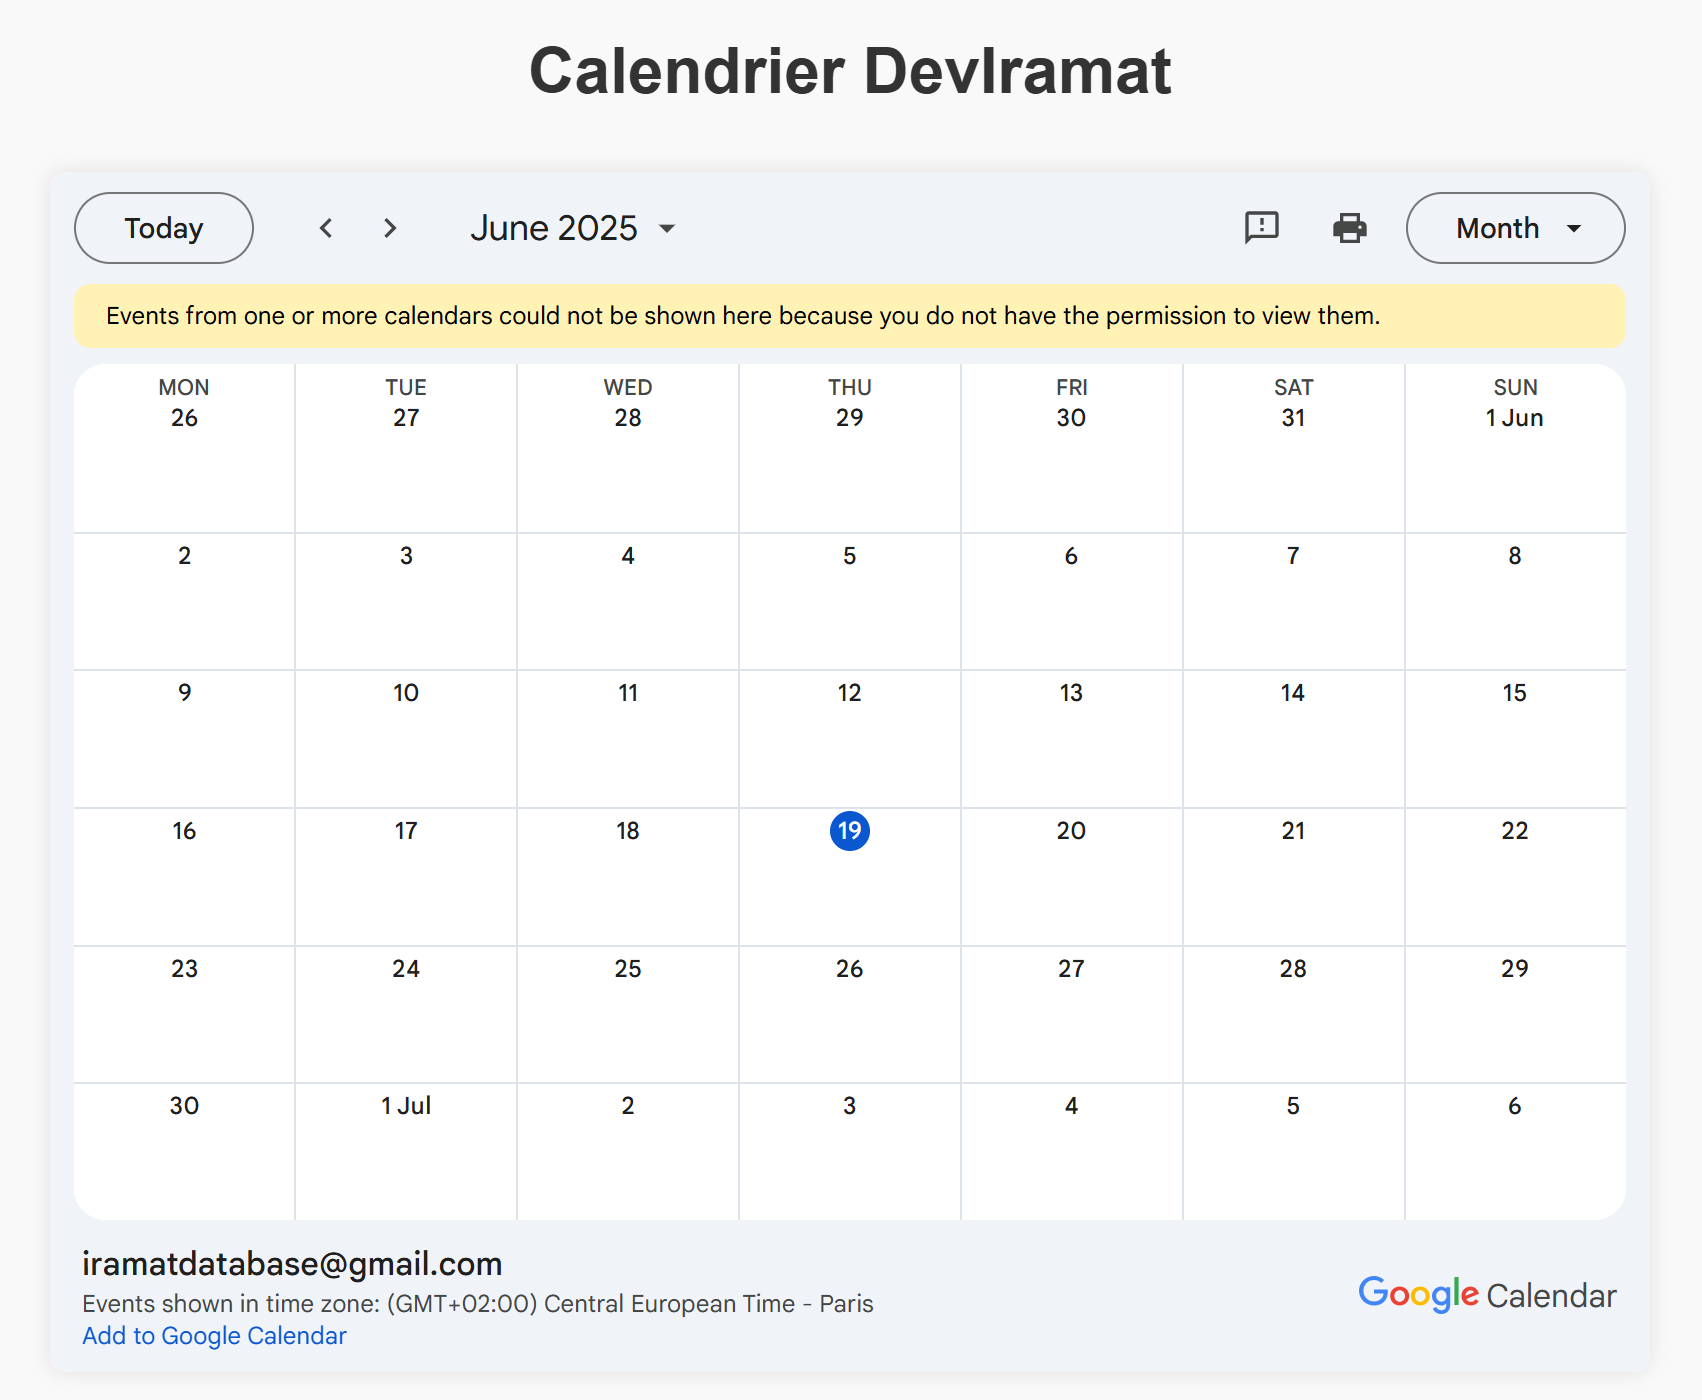 Calendrier DevIramat
Today
June 2025
Month
Events from one or more calendars could not be shown here because you do not have the permission to view them.
MON TUE WED THU FRI SAT SUN
26 27 28 29 30 31 1 Jun
2 3 4 5 6 7 8
9 10 11 12 13 14 15
16 17 18 19 20 21 22
23 24 25 26 27 28 29
30 1 Jul 2 3 4 5 6
iramatdatabase@gmail.com
Events shown in time zone: (GMT+02:00) Central European Time - Paris
Add to Google Calendar
Google Calendar